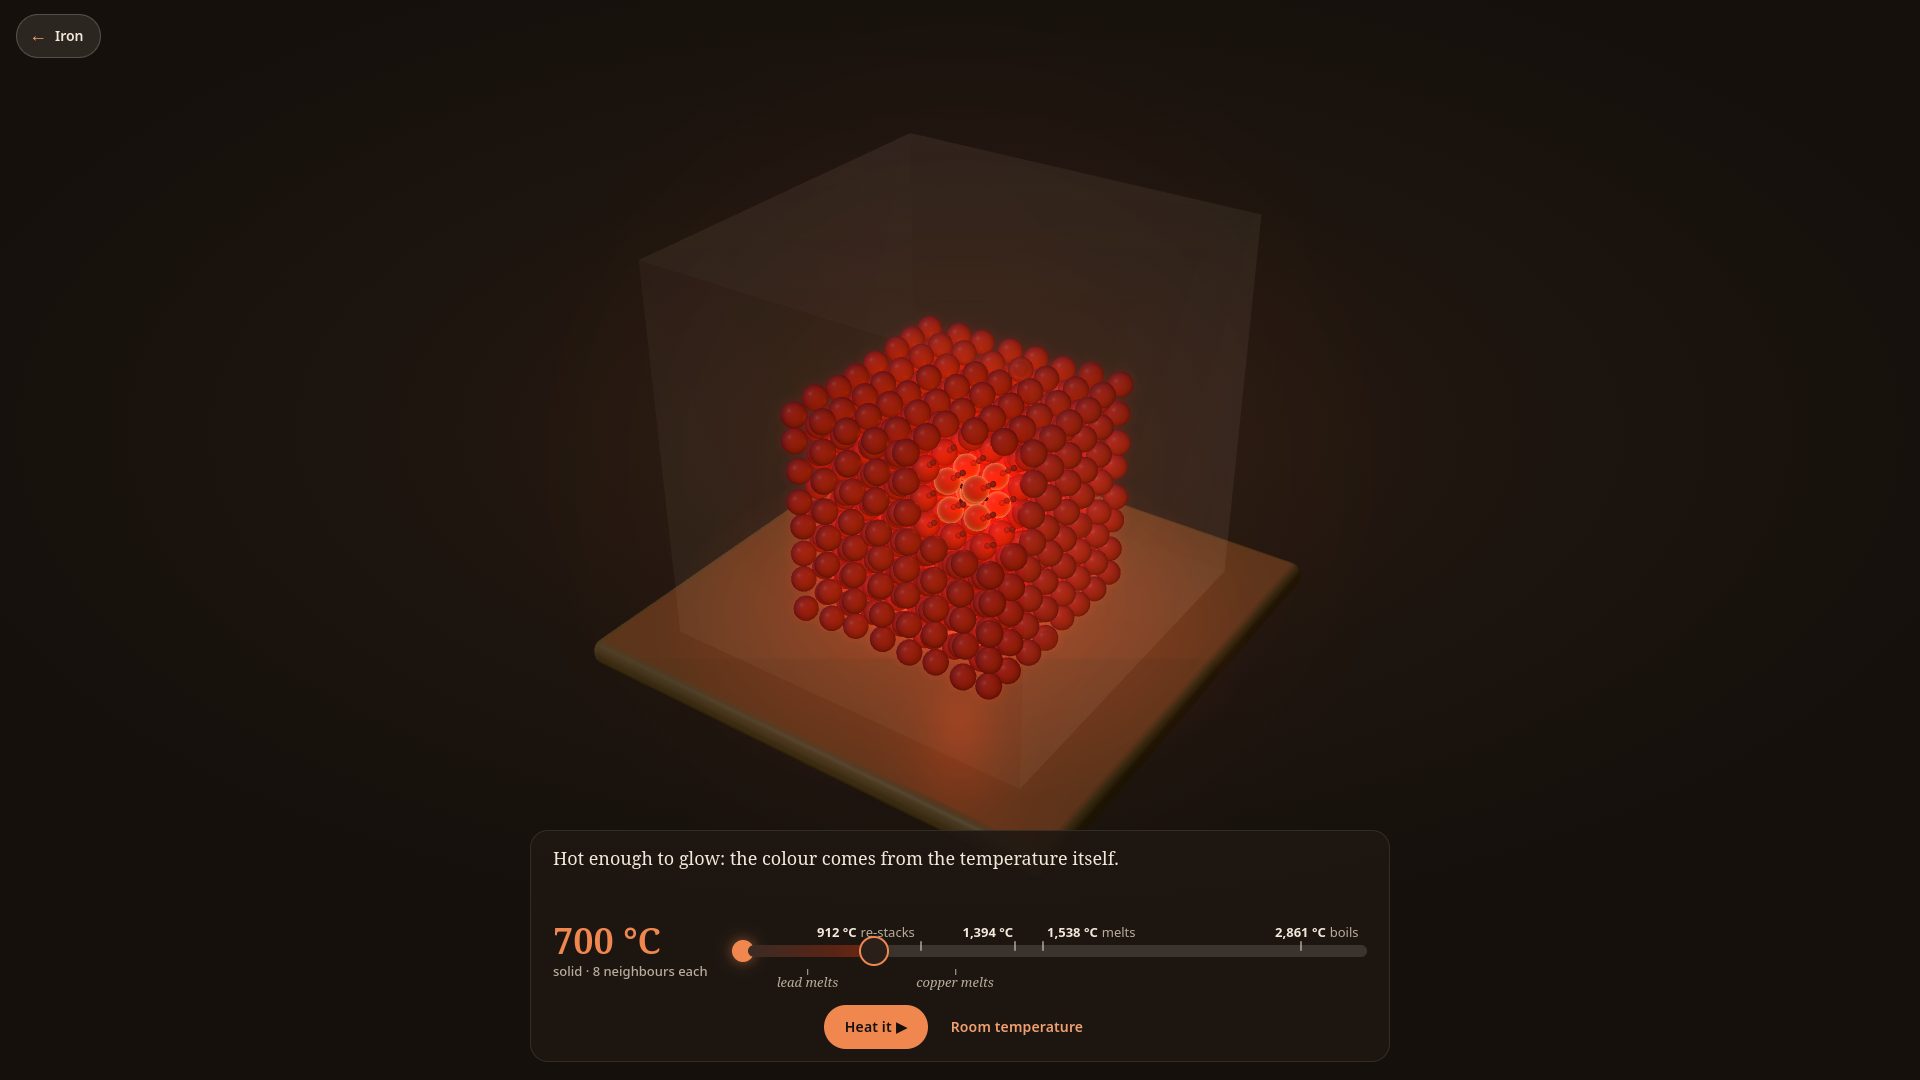 ← Iron
Hot enough to glow: the colour comes from the temperature itself.
700 °C
solid · 8 neighbours each
912 °C re-stacks
1,394 °C
1,538 °C melts
2,861 °C boils
lead melts
copper melts
Heat it ▶
Room temperature